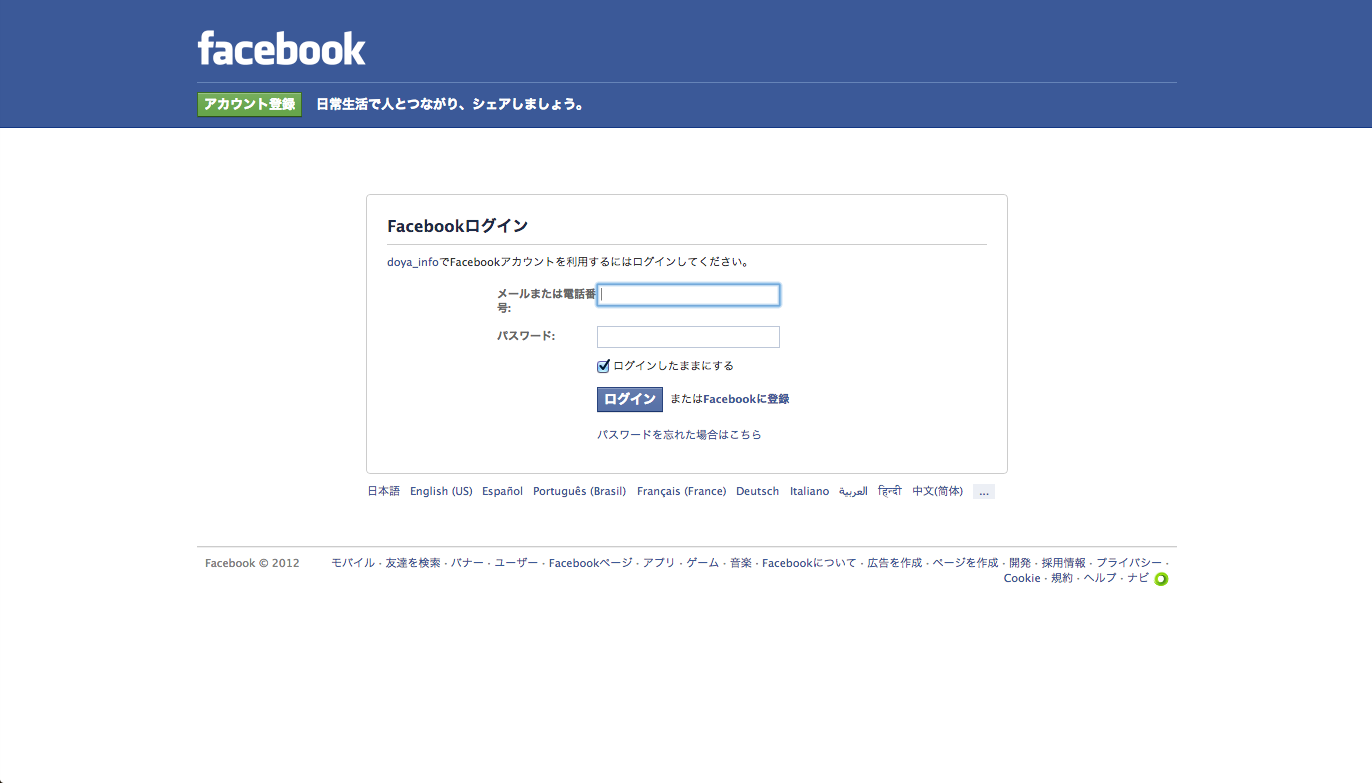 facebook
アカウント登録 日常生活で人とつながり、シェアしましょう。
Facebookログイン
doya_infoでFacebookアカウントを利用するにはログインしてください。
メールまたは電話番
号:
パスワード:
ログインしたままにする
ログイン またはFacebookに登録
パスワードを忘れた場合はこちら
日本語 English (US) Español Português (Brasil) Français (France) Deutsch Italiano العربية हिन्दी 中文(简体) ...
Facebook © 2012 モバイル · 友達を検索 · バナー · ユーザー · Facebookページ · アプリ · ゲーム · 音楽 · Facebookについて · 広告を作成 · ページを作成 · 開発 · 採用情報 · プライバシー ·
Cookie · 規約 · ヘルプ · ナビ